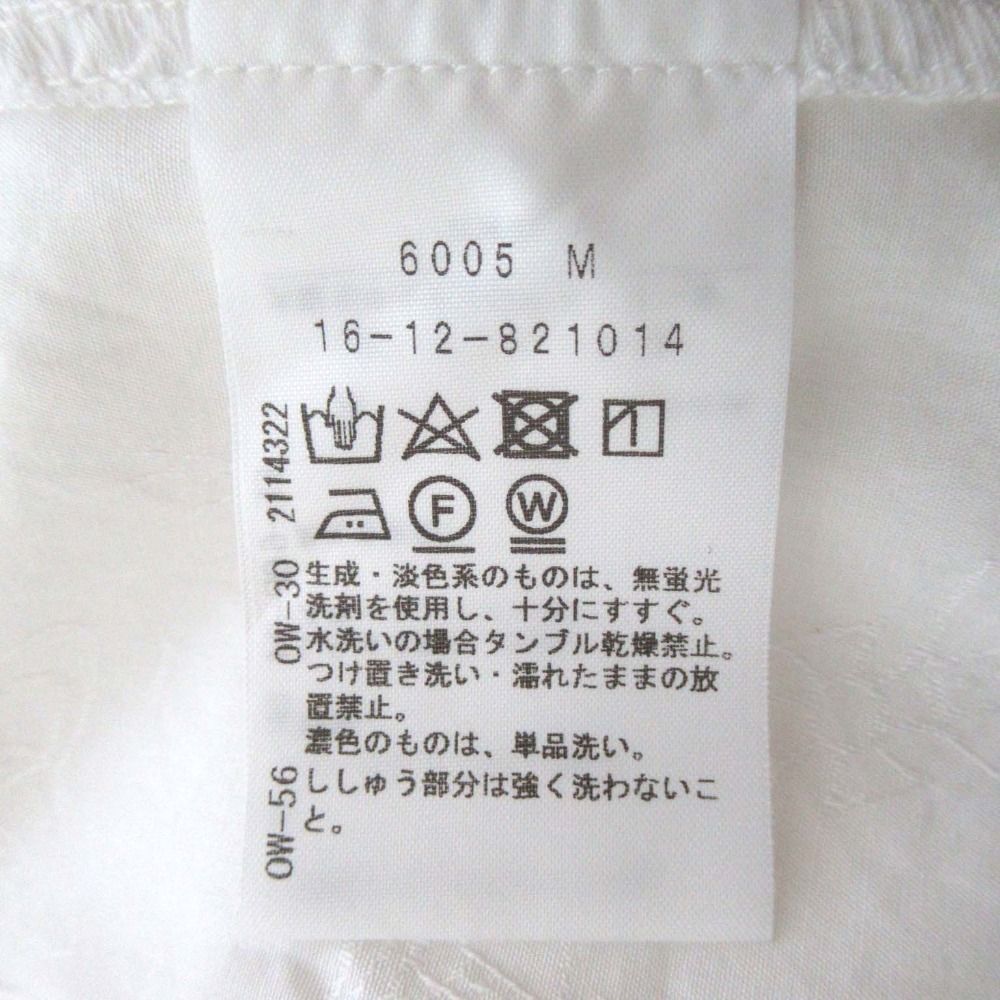 6005 M
16-12-821014
F W
生成・淡色系のものは、無蛍光
洗剤を使用し、十分にすすぐ。
水洗いの場合タンブル乾燥禁止。
つけ置き洗い・濡れたままの放
置禁止。
濃色のものは、単品洗い。
ししゅう部分は強く洗わないこ
と。
OW-56 OW-30 2114322